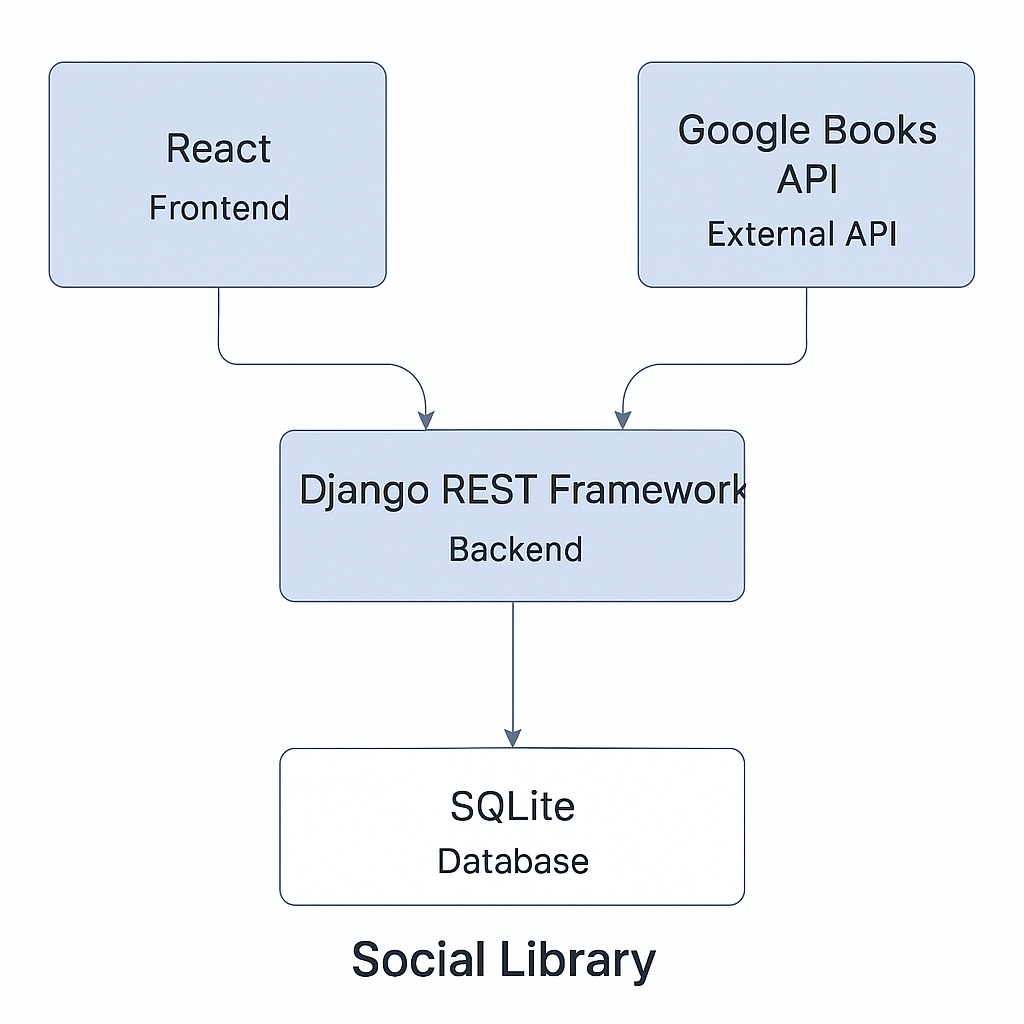 React
Frontend
Google Books
API
External API
Django REST Framework
Backend
SQLite
Database
Social Library